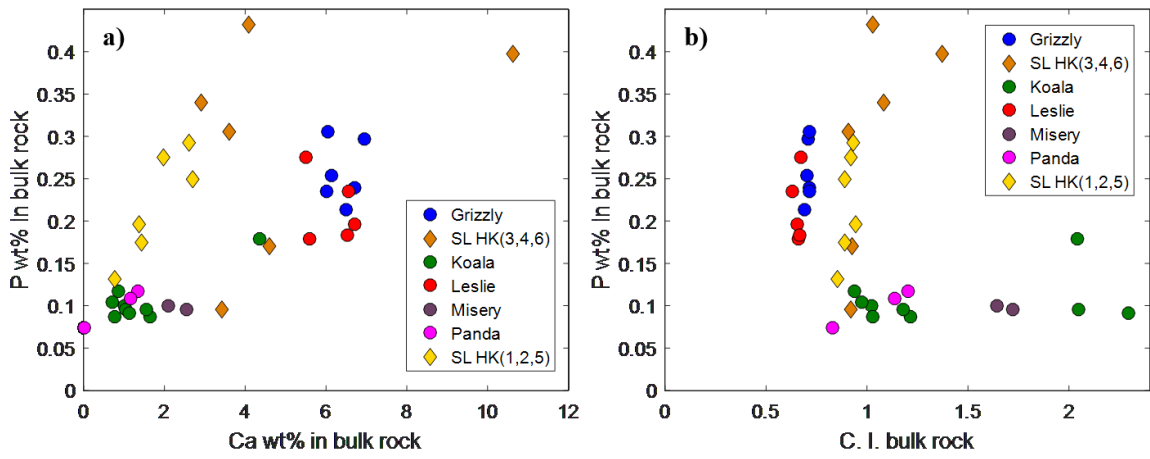 a)
P wt% in bulk rock
0.4
0.35
0.3
0.25
0.2
0.15
0.1
0.05
0
0 2 4 6 8 10 12
Ca wt% in bulk rock
Grizzly
SL HK(3,4,6)
Koala
Leslie
Misery
Panda
SL HK(1,2,5)
b)
P wt% in bulk rock
0.4
0.35
0.3
0.25
0.2
0.15
0.1
0.05
0
0 0.5 1 1.5 2
C. I. bulk rock
Grizzly
SL HK(3,4,6)
Koala
Leslie
Misery
Panda
SL HK(1,2,5)